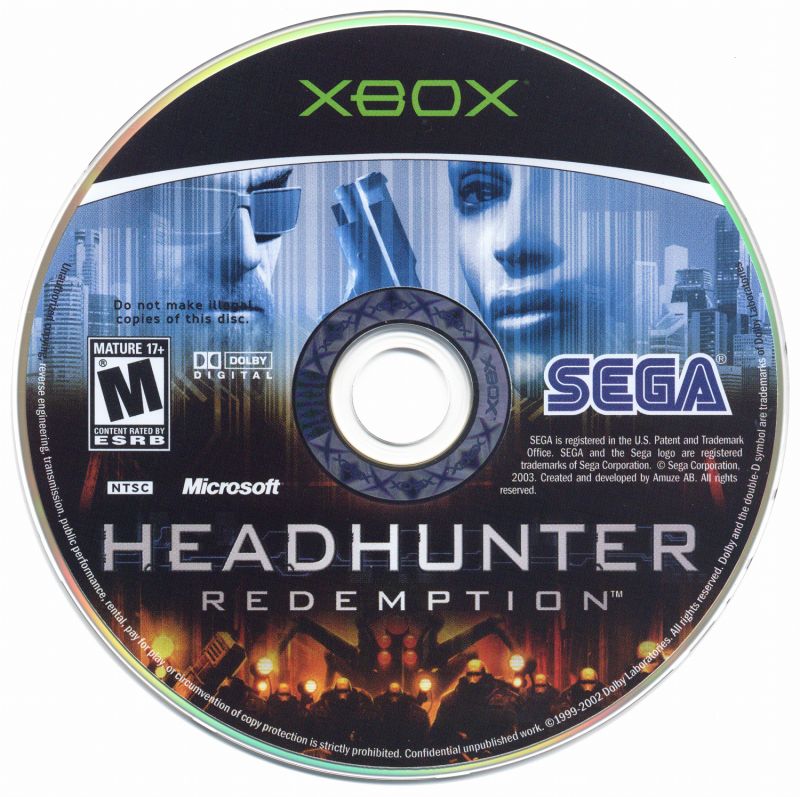 XBOX
Do not make illegal
copies of this disc.
MATURE 17+
M®
CONTENT RATED BY
ESRB
DOLBY
DIGITAL
XBOX
SEGA®
SEGA is registered in the U.S. Patent and Trademark
Office. SEGA and the Sega logo are registered
trademarks of Sega Corporation. © Sega Corporation,
2003. Created and developed by Amuze AB. All rights
reserved.
NTSC
Microsoft®
HEADHUNTER
REDEMPTION™
Unauthorized copying, reverse engineering, transmission, public performance, rental, pay for play, or circumvention of copy protection is strictly prohibited. Confidential unpublished work. ©1999-2002 Dolby Laboratories. All rights reserved. Dolby and the double-D symbol are trademarks of Dolby Laboratories